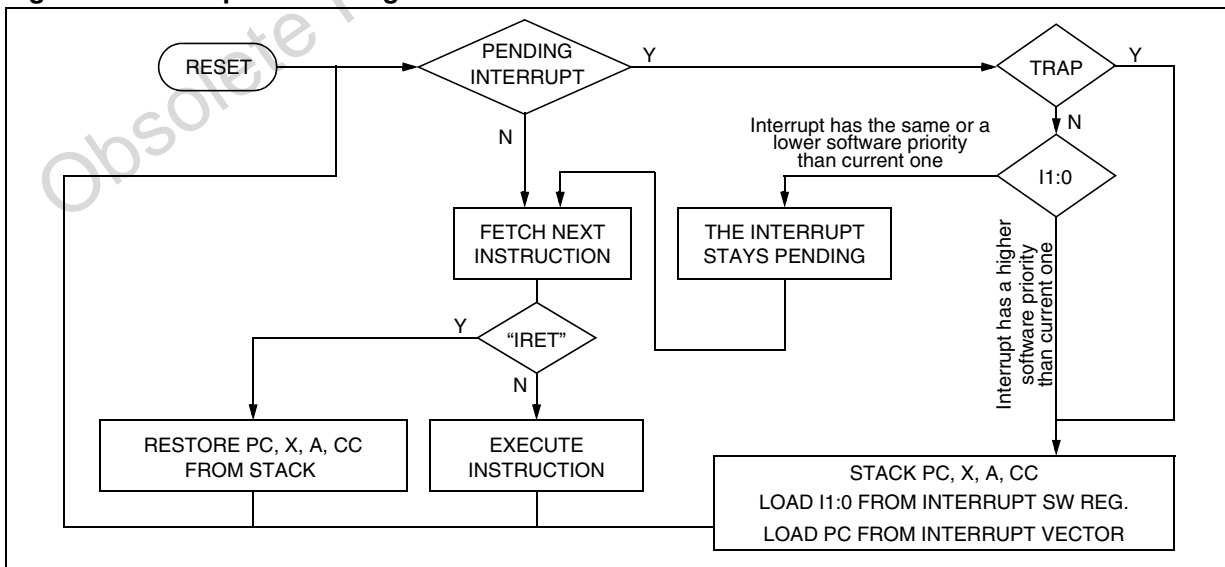 Obsolete
RESET
PENDING
INTERRUPT
Y
TRAP
Y
N
N
Interrupt has the same or a
lower software priority
than current one
I1:0
FETCH NEXT
INSTRUCTION
THE INTERRUPT
STAYS PENDING
Interrupt has a higher
software priority
than current one
Y
“IRET”
N
RESTORE PC, X, A, CC
FROM STACK
EXECUTE
INSTRUCTION
STACK PC, X, A, CC
LOAD I1:0 FROM INTERRUPT SW REG.
LOAD PC FROM INTERRUPT VECTOR